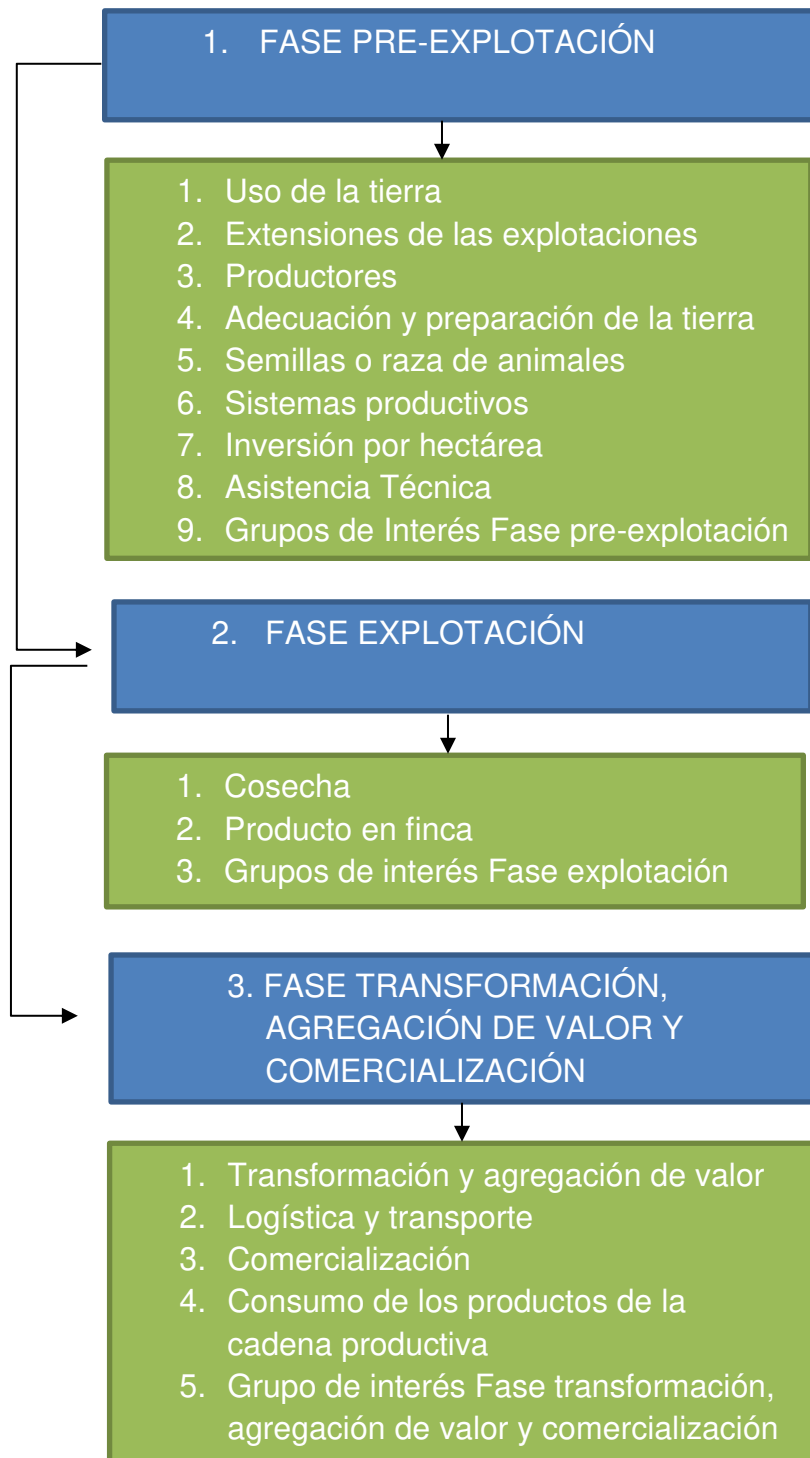 1. FASE PRE-EXPLOTACIÓN
1. Uso de la tierra
2. Extensiones de las explotaciones
3. Productores
4. Adecuación y preparación de la tierra
5. Semillas o raza de animales
6. Sistemas productivos
7. Inversión por hectárea
8. Asistencia Técnica
9. Grupos de Interés Fase pre-explotación
2. FASE EXPLOTACIÓN
1. Cosecha
2. Producto en finca
3. Grupos de interés Fase explotación
3. FASE TRANSFORMACIÓN,
AGREGACIÓN DE VALOR Y
COMERCIALIZACIÓN
1. Transformación y agregación de valor
2. Logística y transporte
3. Comercialización
4. Consumo de los productos de la
cadena productiva
5. Grupo de interés Fase transformación,
agregación de valor y comercialización